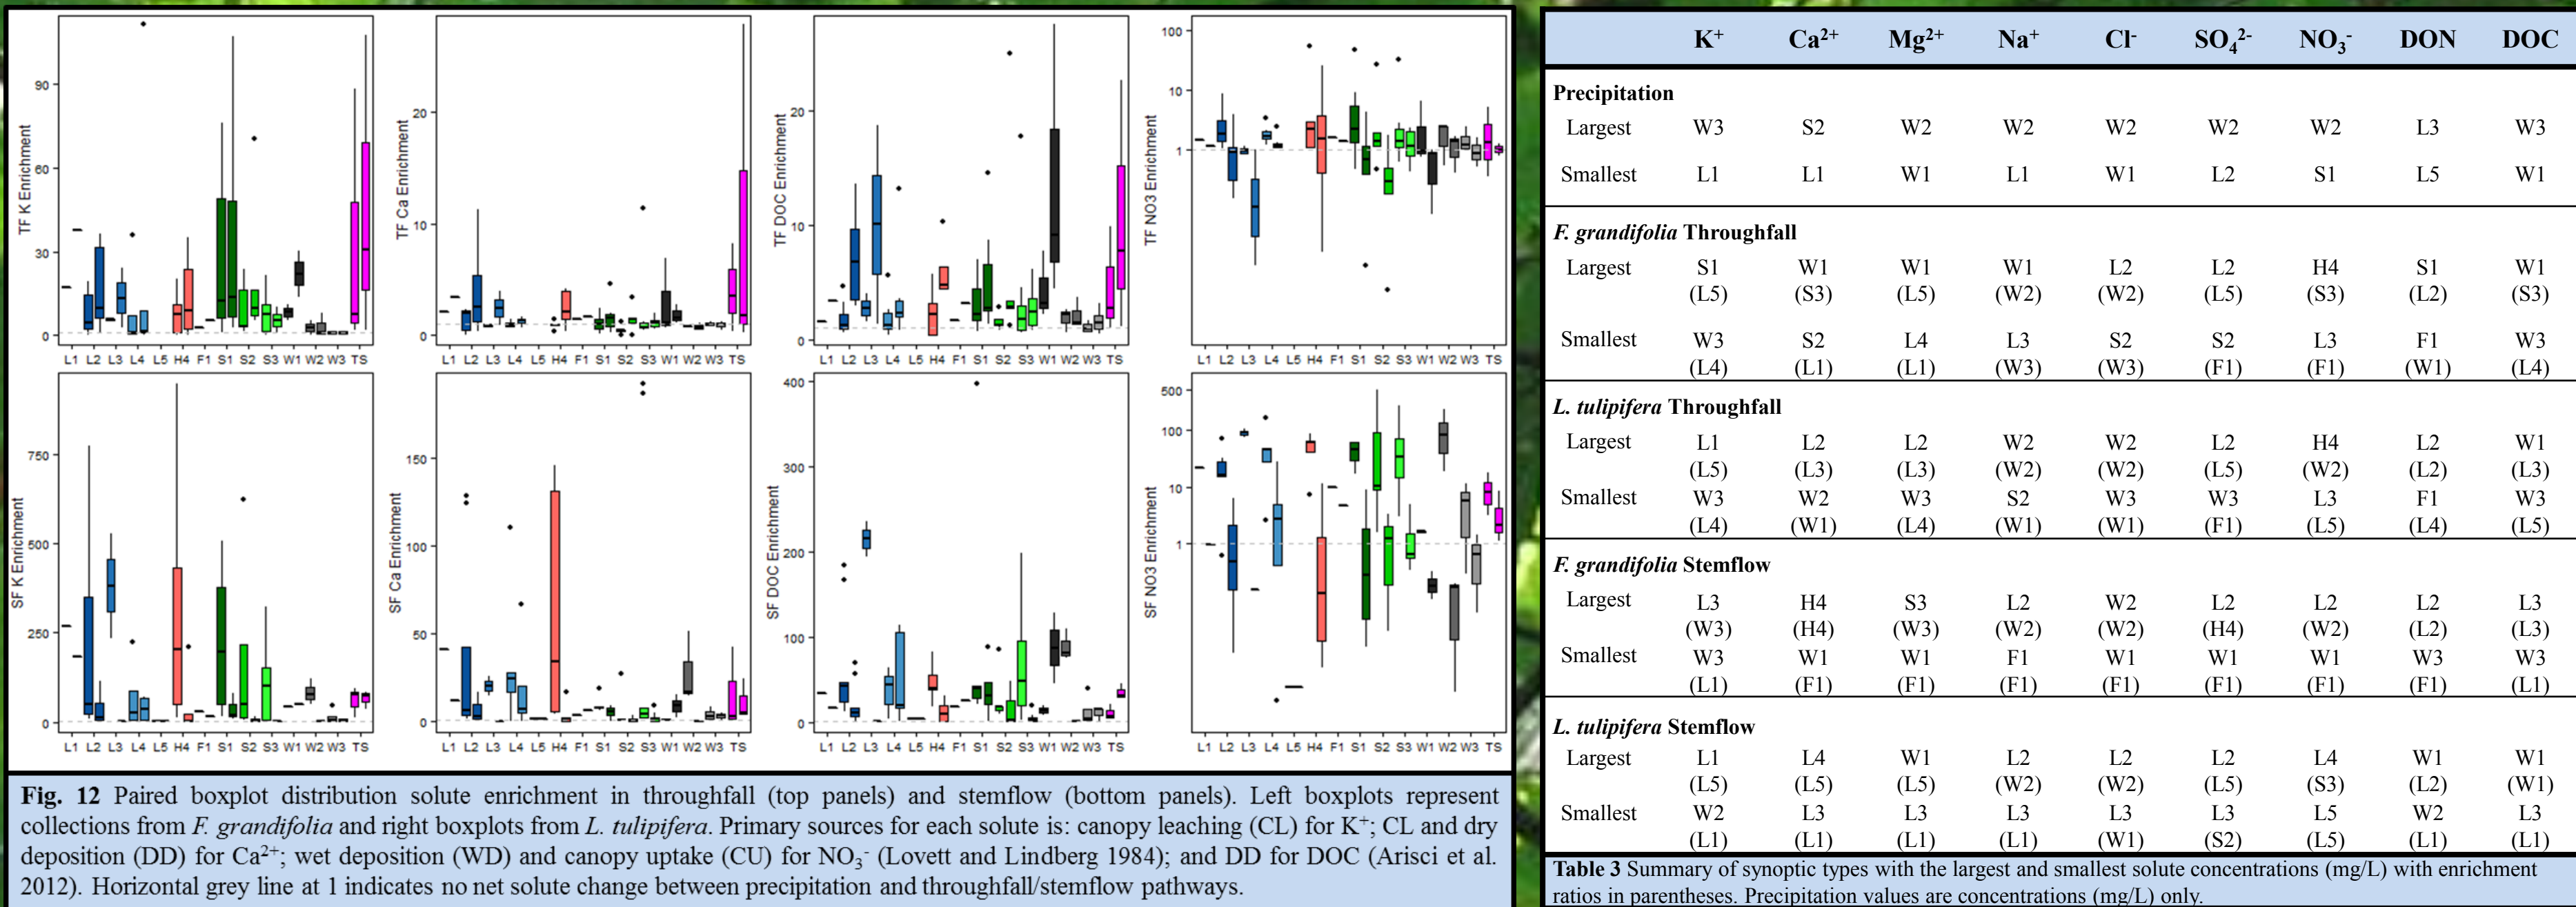 TF K Enrichment
90
60
30
0
L1 L2 L3 L4 L5 H4 F1 S1 S2 S3 W1 W2 W3 TS
TF Ca Enrichment
20
10
0
L1 L2 L3 L4 L5 H4 F1 S1 S2 S3 W1 W2 W3 TS
TF DOC Enrichment
20
10
0
L1 L2 L3 L4 L5 H4 F1 S1 S2 S3 W1 W2 W3 TS
TF NO3 Enrichment
100
10
1
L1 L2 L3 L4 L5 H4 F1 S1 S2 S3 W1 W2 W3 TS
SF K Enrichment
750
500
250
0
L1 L2 L3 L4 L5 H4 F1 S1 S2 S3 W1 W2 W3 TS
SF Ca Enrichment
150
100
50
0
L1 L2 L3 L4 L5 H4 F1 S1 S2 S3 W1 W2 W3 TS
SF DOC Enrichment
400
300
200
100
0
L1 L2 L3 L4 L5 H4 F1 S1 S2 S3 W1 W2 W3 TS
SF NO3 Enrichment
500
100
10
1
L1 L2 L3 L4 L5 H4 F1 S1 S2 S3 W1 W2 W3 TS
Fig. 12 Paired boxplot distribution solute enrichment in throughfall (top panels) and stemflow (bottom panels). Left boxplots represent
collections from F. grandifolia and right boxplots from L. tulipifera. Primary sources for each solute is: canopy leaching (CL) for K⁺; CL and dry
deposition (DD) for Ca²⁺; wet deposition (WD) and canopy uptake (CU) for NO₃⁻ (Lovett and Lindberg 1984); and DD for DOC (Arisci et al.
2012). Horizontal grey line at 1 indicates no net solute change between precipitation and throughfall/stemflow pathways.
K⁺ Ca²⁺ Mg²⁺ Na⁺ Cl⁻ SO₄²⁻ NO₃⁻ DON DOC
Precipitation
Largest W3 S2 W2 W2 W2 W2 W2 L3 W3
Smallest L1 L1 W1 L1 W1 L2 S1 L5 W1
F. grandifolia Throughfall
Largest S1 W1 W1 W1 L2 L2 H4 S1 W1
(L5) (S3) (L5) (W2) (W2) (L5) (S3) (L2) (S3)
Smallest W3 S2 L4 L3 S2 S2 L3 F1 W3
(L4) (L1) (L1) (W3) (W3) (F1) (F1) (W1) (L4)
L. tulipifera Throughfall
Largest L1 L2 L2 W2 W2 L2 H4 L2 W1
(L5) (L3) (L3) (W2) (W2) (L5) (W2) (L2) (L3)
Smallest W3 W2 W3 S2 W3 W3 L3 F1 W3
(L4) (W1) (L4) (W1) (W1) (F1) (L5) (L4) (L5)
F. grandifolia Stemflow
Largest L3 H4 S3 L2 W2 L2 L2 L2 L3
(W3) (H4) (W3) (W2) (W2) (H4) (W2) (L2) (L3)
Smallest W3 W1 W1 F1 W1 W1 W1 W3 W3
(L1) (F1) (F1) (F1) (F1) (F1) (F1) (F1) (L1)
L. tulipifera Stemflow
Largest L1 L4 W1 L2 L2 L2 L4 W1 W1
(L5) (L5) (L5) (W2) (W2) (L5) (S3) (L2) (W1)
Smallest W2 L3 L3 L3 L3 L3 L5 W2 L3
(L1) (L1) (L1) (L1) (W1) (S2) (L5) (L1) (L1)
Table 3 Summary of synoptic types with the largest and smallest solute concentrations (mg/L) with enrichment
ratios in parentheses. Precipitation values are concentrations (mg/L) only.